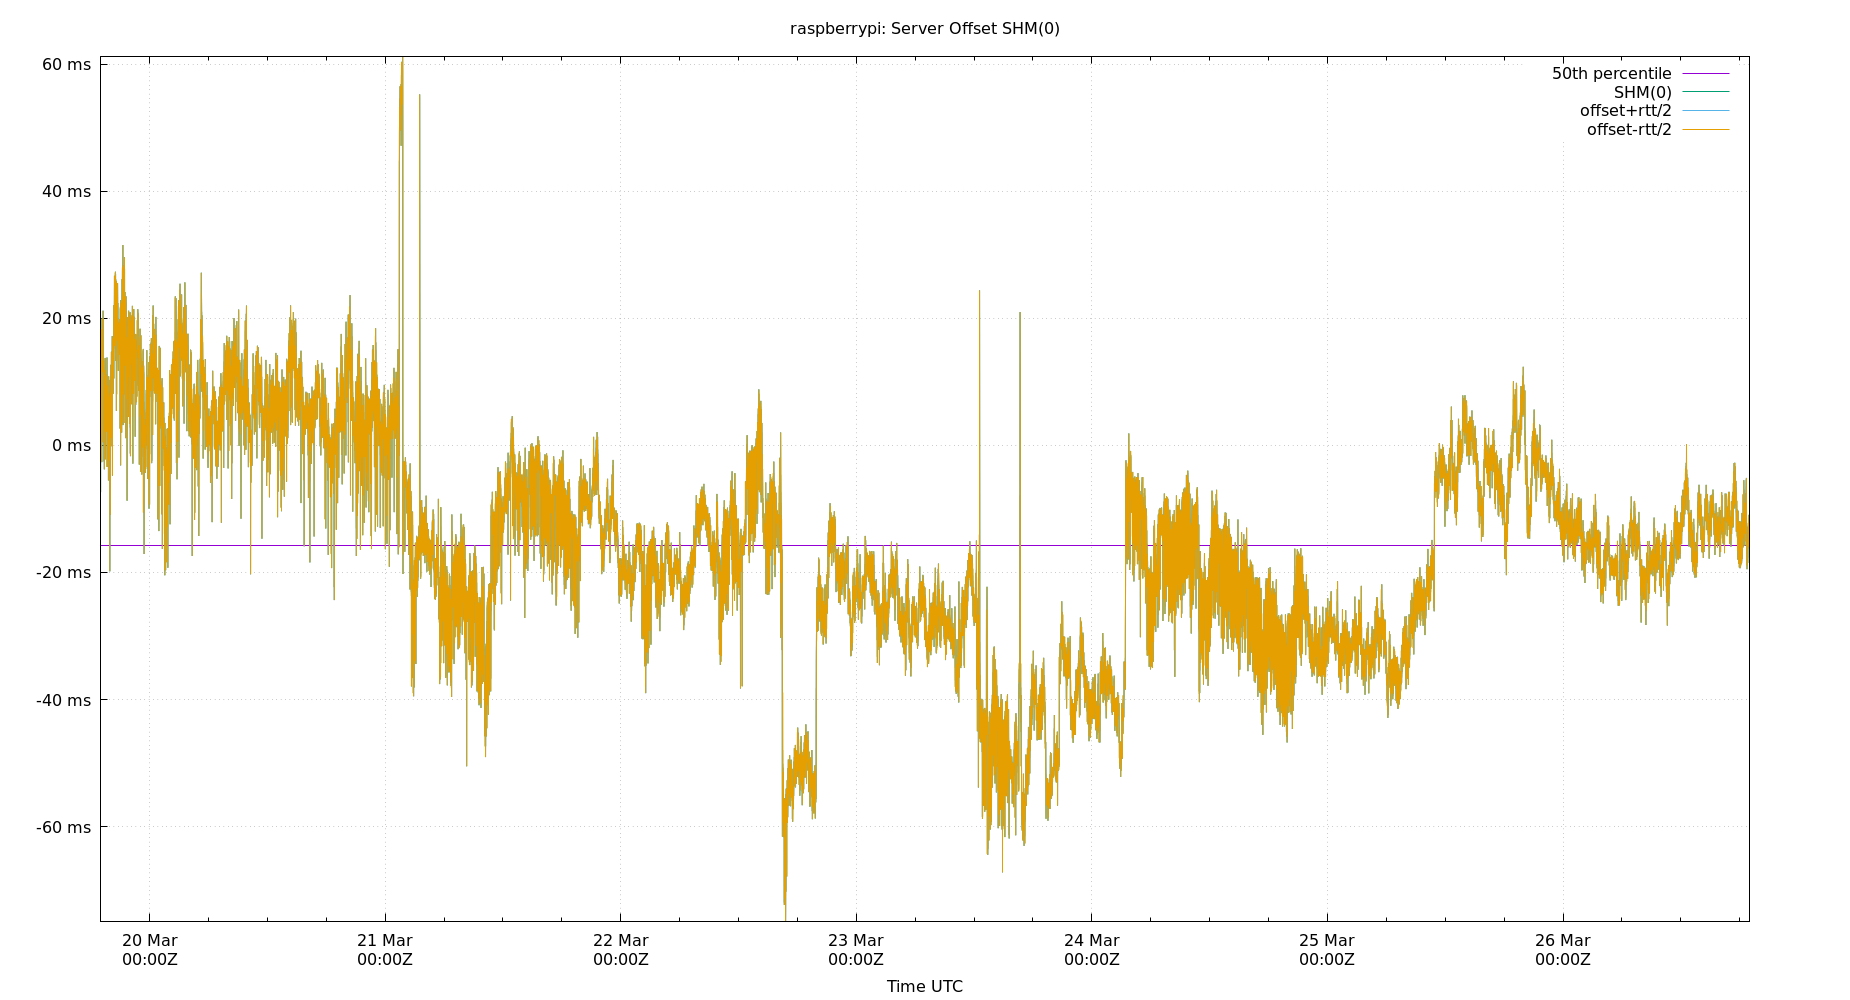 raspberrypi: Server Offset SHM(0)
50th percentile
SHM(0)
offset+rtt/2
offset-rtt/2
60 ms
40 ms
20 ms
0 ms
-20 ms
-40 ms
-60 ms
20 Mar 21 Mar 22 Mar 23 Mar 24 Mar 25 Mar 26 Mar
00:00Z 00:00Z 00:00Z 00:00Z 00:00Z 00:00Z 00:00Z
Time UTC